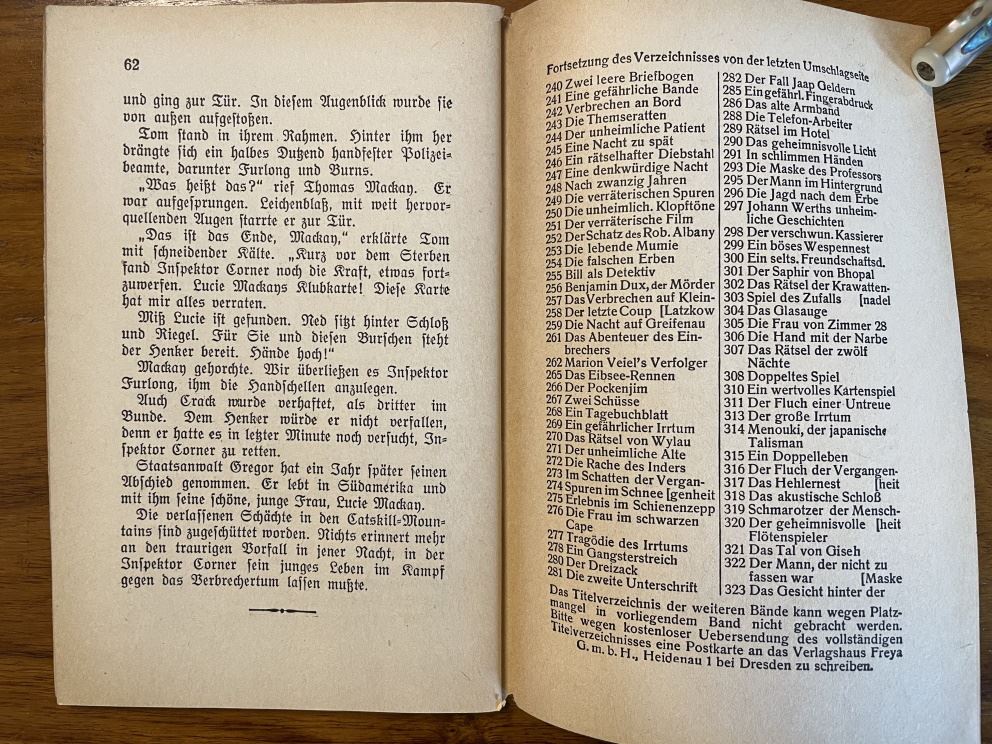 62
und ging zur Tür. In diesem Augenblick wurde sie
von außen aufgestoßen.
Tom stand in ihrem Rahmen. Hinter ihm her
drängte sich ein halbes Dutzend handfester Polizei-
beamte, darunter Furlong und Burns.
„Was heißt das?“ rief Thomas Mackay. Er
war aufgesprungen. Leichenblaß, mit weit hervor-
quellenden Augen starrte er zur Tür.
„Das ist das Ende, Mackay,“ erklärte Tom
mit schneidender Kälte. „Kurz vor dem Sterben
fand Inspektor Corner noch die Kraft, etwas fort-
zuwerfen. Lucie Mackays Klubkarte! Diese Karte
hat mir alles verraten.
Miß Lucie ist gefunden. Ned sitzt hinter Schloß
und Riegel. Für Sie und diesen Burschen steht
der Henker bereit. Hände hoch!“
Mackay gehorchte. Wir überließen es Inspektor
Furlong, ihm die Handschellen anzulegen.
Auch Crack wurde verhaftet, als dritter im
Bunde. Dem Henker würde er nicht verfallen,
denn er hatte es in letzter Minute noch versucht, In-
spektor Corner zu retten.
Staatsanwalt Gregor hat ein Jahr später seinen
Abschied genommen. Er lebt in Südamerika und
mit ihm seine schöne, junge Frau, Lucie Mackay.
Die verlassenen Schächte in den Catskill-Moun-
tains sind zugeschüttet worden. Nichts erinnert mehr
an den traurigen Vorfall in jener Nacht, in der
Inspektor Corner sein junges Leben im Kampf
gegen das Verbrechertum lassen mußte.
Fortsetzung des Verzeichnisses von der letzten Umschlagseite
240 Zwei leere Briefbogen
241 Eine gefährliche Bande
242 Verbrechen an Bord
243 Die Themseratten
244 Der unheimliche Patient
245 Eine Nacht zu spät
246 Ein rätselhafter Diebstahl
247 Eine denkwürdige Nacht
248 Nach zwanzig Jahren
249 Die verräterischen Spuren
250 Die unheimlich. Klopftöne
251 Der verräterische Film
252 Der Schatz des Rob. Albany
253 Die lebende Mumie
254 Die falschen Erben
255 Bill als Detektiv
256 Benjamin Dux, der Mörder
257 Das Verbrechen auf Klein-
258 Der letzte Coup [Latzkow
259 Die Nacht auf Greifenau
261 Das Abenteuer des Ein-
brechers
262 Marion Veiel's Verfolger
265 Das Eibsee-Rennen
266 Der Pockenjim
267 Zwei Schüsse
268 Ein Tagebuchblatt
269 Ein gefährlicher Irrtum
270 Das Rätsel von Wylau
271 Der unheimliche Alte
272 Die Rache des Inders
273 Im Schatten der Vergan-
274 Spuren im Schnee [genheit
275 Erlebnis im Schienenzepp
276 Die Frau im schwarzen
Cape
277 Tragödie des Irrtums
278 Ein Gangsterstreich
280 Der Dreizack
281 Die zweite Unterschrift
282 Der Fall Jaap Geldern
285 Ein gefährl. Fingerabdruck
286 Das alte Armband
288 Die Telefon-Arbeiter
289 Rätsel im Hotel
290 Das geheimnisvolle Licht
291 In schlimmen Händen
293 Die Maske des Professors
295 Der Mann im Hintergrund
296 Die Jagd nach dem Erbe
297 Johann Werths unheim-
liche Geschichten
298 Der verschwun. Kassierer
299 Ein böses Wespennest
300 Ein selts. Freundschaftsd.
301 Der Saphir von Bhopal
302 Das Rätsel der Krawatten-
303 Spiel des Zufalls [nadel
304 Das Glasauge
305 Die Frau von Zimmer 28
306 Die Hand mit der Narbe
307 Das Rätsel der zwölf
Nächte
308 Doppeltes Spiel
310 Ein wertvolles Kartenspiel
311 Der Fluch einer Untreue
313 Der große Irrtum
314 Menouki, der japanische
Talisman
315 Ein Doppelleben
316 Der Fluch der Vergangen-
317 Das Hehlernest [heit
318 Das akustische Schloß
319 Schmarotzer der Mensch-
320 Der geheimnisvolle [heit
Flötenspieler
321 Das Tal von Giseh
322 Der Mann, der nicht zu
fassen war [Maske
323 Das Gesicht hinter der
Das Titelverzeichnis der weiteren Bände kann wegen Platz-
mangel in vorliegendem Band nicht gebracht werden.
Bitte wegen kostenloser Uebersendung des vollständigen
Titelverzeichnisses eine Postkarte an das Verlagshaus Freya
G. m. b. H., Heidenau 1 bei Dresden zu schreiben.